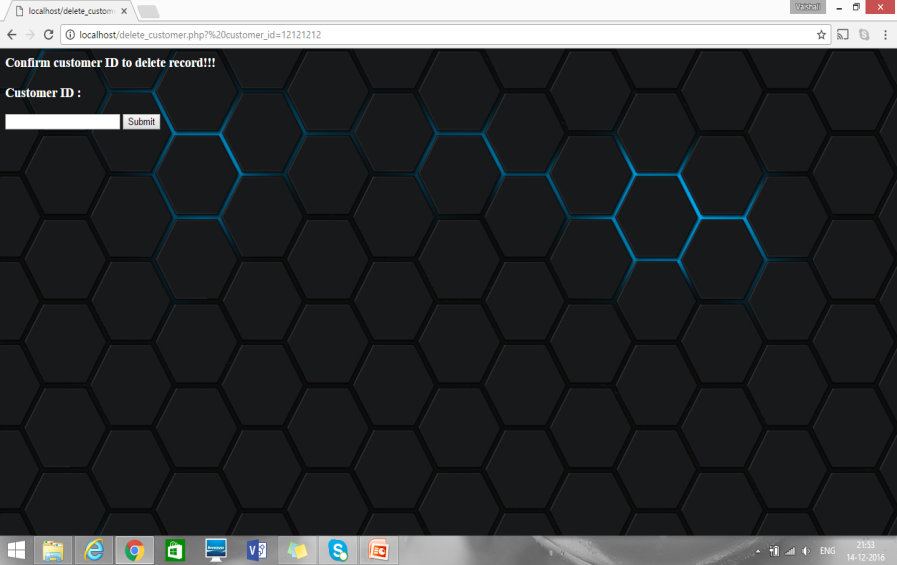 localhost/delete_custome
Vaishali
localhost/delete_customer.php?%20customer_id=12121212
Confirm customer ID to delete record!!!
Customer ID :
Submit
ENG
21:53
14-12-2016